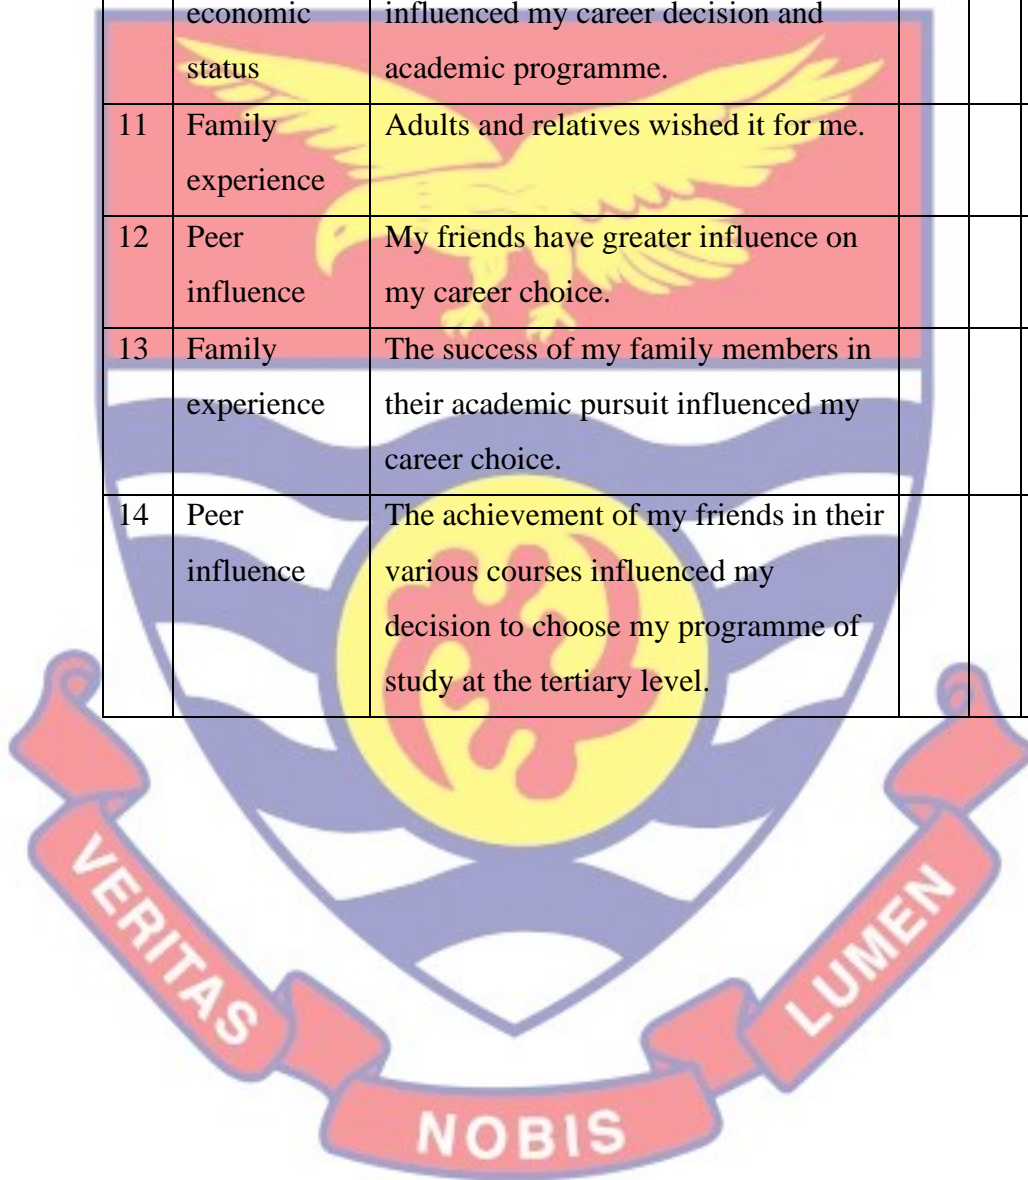 economic influenced my career decision and
status academic programme.
11 Family Adults and relatives wished it for me.
experience
12 Peer My friends have greater influence on
influence my career choice.
13 Family The success of my family members in
experience their academic pursuit influenced my
career choice.
14 Peer The achievement of my friends in their
influence various courses influenced my
decision to choose my programme of
study at the tertiary level.
VERITAS
NOBIS
LUMEN